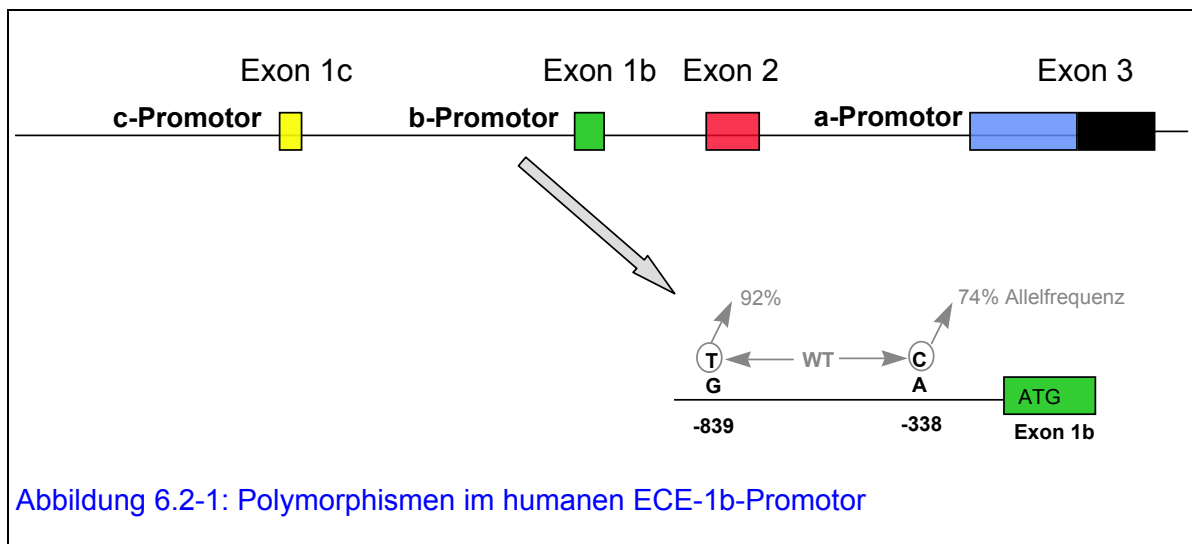 Exon 1c Exon 1b Exon 2 Exon 3
c-Promotor b-Promotor a-Promotor
92% 74% Allelfrequenz
T WT C
G A
ATG
-839 -338 Exon 1b
Abbildung 6.2-1: Polymorphismen im humanen ECE-1b-Promotor